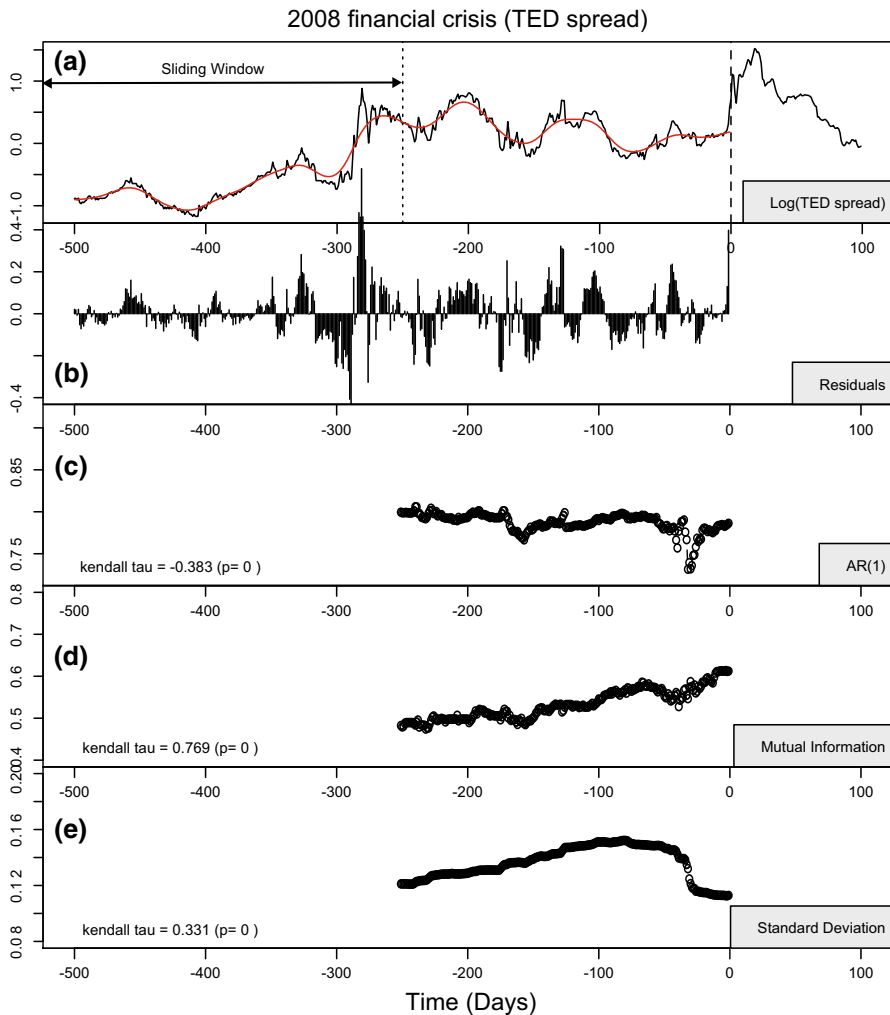 2008 financial crisis (TED spread)
(a)
Sliding Window
1.0
0.0
-1.0
Log(TED spread)
-500 -400 -300 -200 -100 0 100
0.4
0.2
0.0
-0.4
(b)
Residuals
-500 -400 -300 -200 -100 0 100
(c)
0.85
0.75
kendall tau = -0.383 (p= 0 )
AR(1)
-500 -400 -300 -200 -100 0 100
0.8
0.7
0.6
0.5
0.4
(d)
kendall tau = 0.769 (p= 0 )
Mutual Information
-500 -400 -300 -200 -100 0 100
0.20
0.16
0.12
0.08
(e)
kendall tau = 0.331 (p= 0 )
Standard Deviation
-500 -400 -300 -200 -100 0 100
Time (Days)